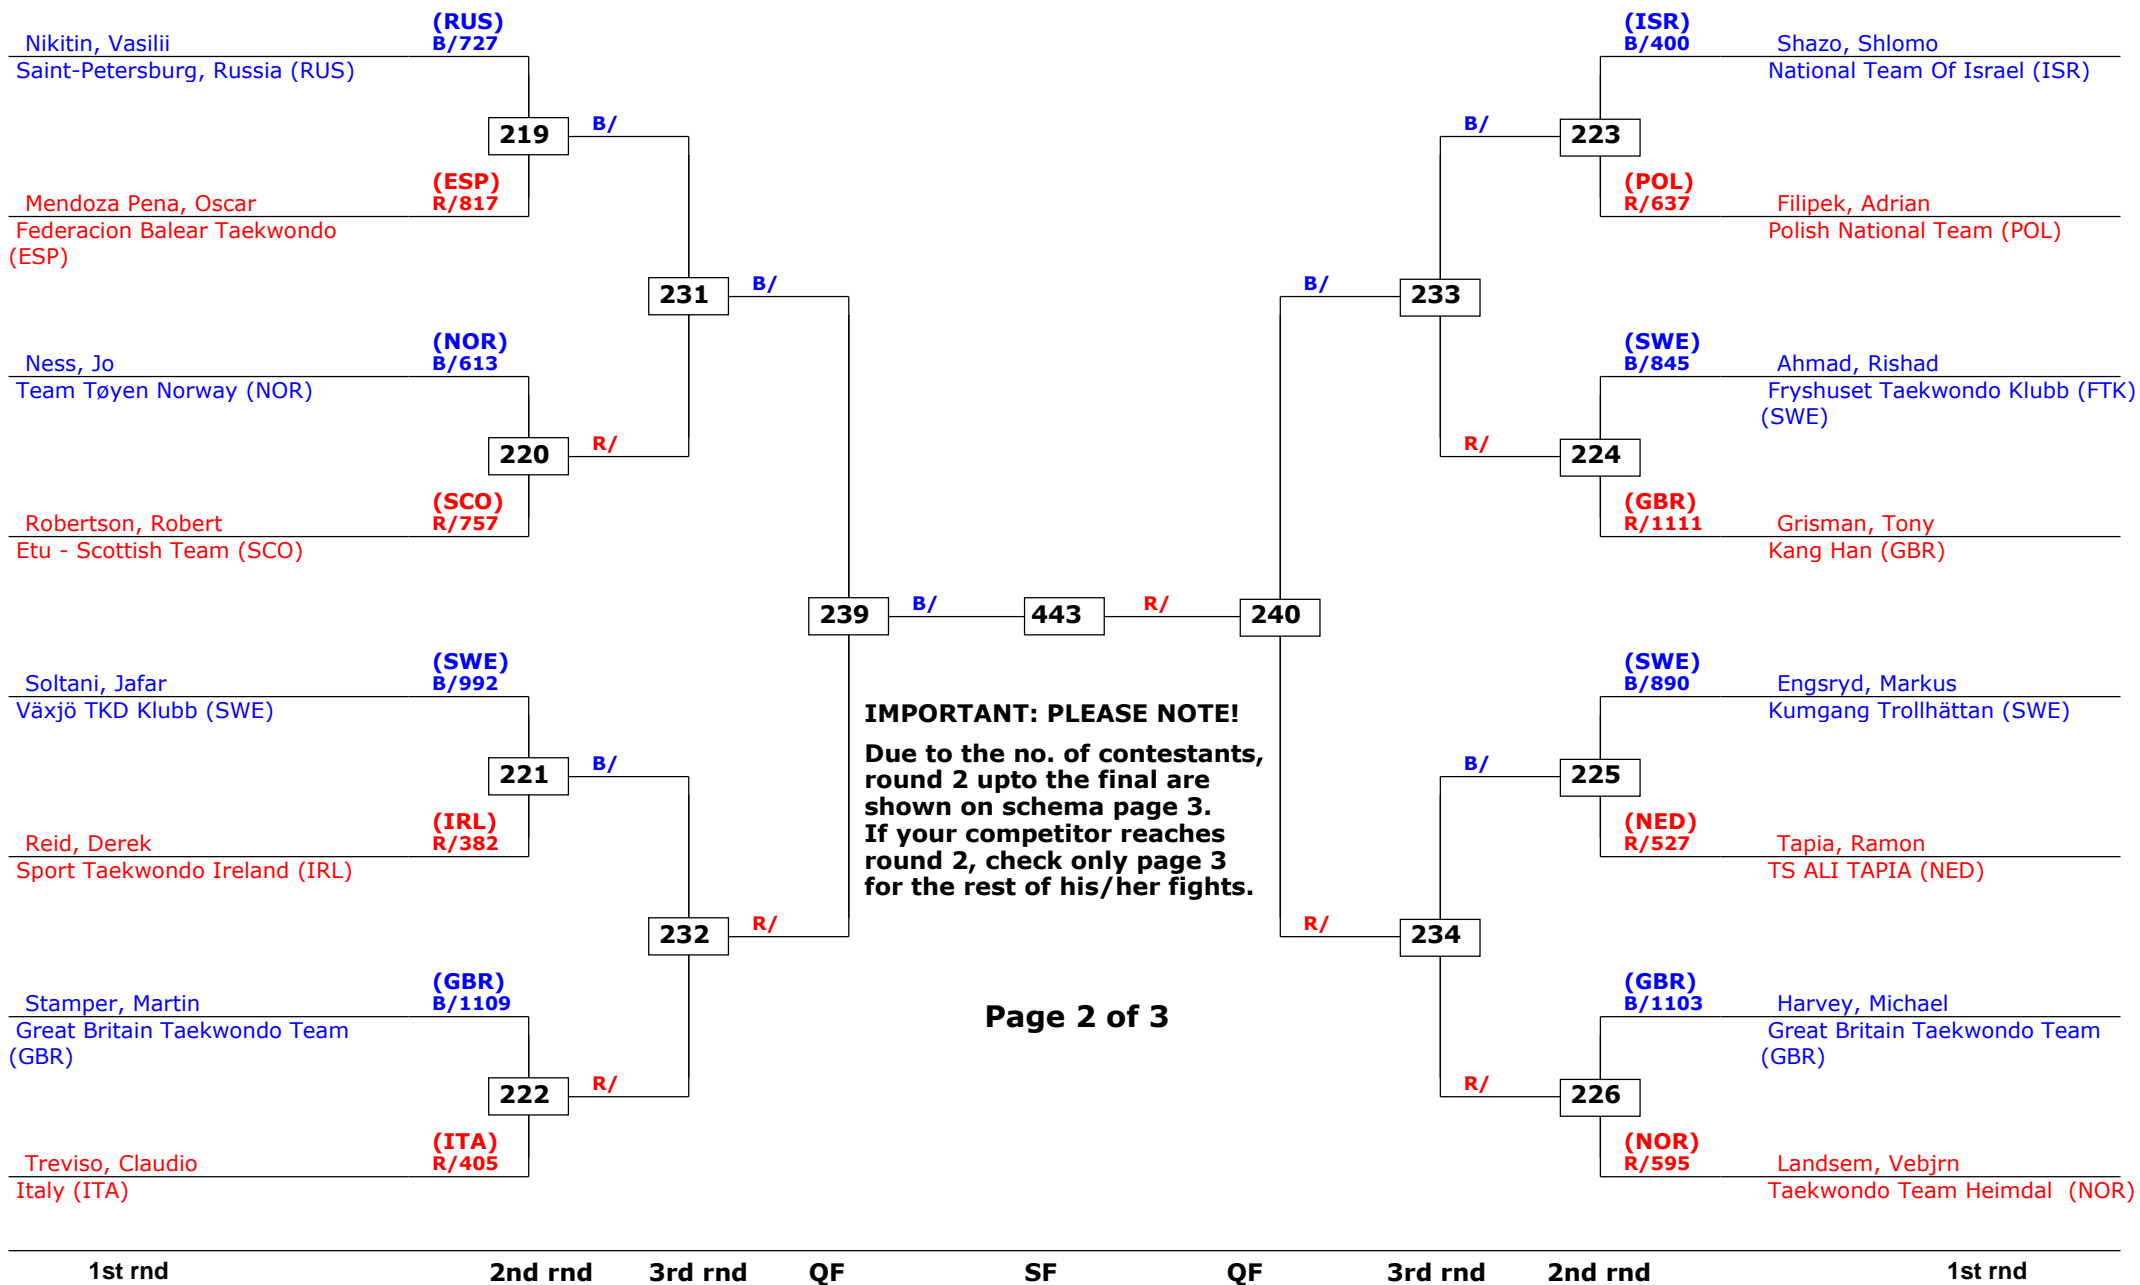 (RUS)
Nikitin, Vasilii B/727
Saint-Petersburg, Russia (RUS)
219 B/
(ESP)
Mendoza Pena, Oscar R/817
Federacion Balear Taekwondo
(ESP)
231 B/
(NOR)
Ness, Jo B/613
Team Tøyen Norway (NOR)
220 R/
(SCO)
Robertson, Robert R/757
Etu - Scottish Team (SCO)
239 B/ 443 R/ 240
(SWE)
Soltani, Jafar B/992
Växjö TKD Klubb (SWE)
221 B/
(IRL)
Reid, Derek R/382
Sport Taekwondo Ireland (IRL)
232 R/
(GBR)
Stamper, Martin B/1109
Great Britain Taekwondo Team
(GBR)
222 R/
(ITA)
Treviso, Claudio R/405
Italy (ITA)
IMPORTANT: PLEASE NOTE!
Due to the no. of contestants,
round 2 upto the final are
shown on schema page 3.
If your competitor reaches
round 2, check only page 3
for the rest of his/her fights.
Page 2 of 3
(ISR)
B/400 Shazo, Shlomo
National Team Of Israel (ISR)
B/ 223
(POL)
R/637 Filipek, Adrian
Polish National Team (POL)
B/ 233
(SWE)
B/845 Ahmad, Rishad
Fryshuset Taekwondo Klubb (FTK)
(SWE)
R/ 224
(GBR)
R/1111 Grisman, Tony
Kang Han (GBR)
(SWE)
B/890 Engsryd, Markus
Kumgang Trollhättan (SWE)
B/ 225
(NED)
R/527 Tapia, Ramon
TS ALI TAPIA (NED)
R/ 234
(GBR)
B/1103 Harvey, Michael
Great Britain Taekwondo Team
(GBR)
R/ 226
(NOR)
R/595 Landsem, Vebjrn
Taekwondo Team Heimdal (NOR)
1st rnd 2nd rnd 3rd rnd QF SF QF 3rd rnd 2nd rnd 1st rnd